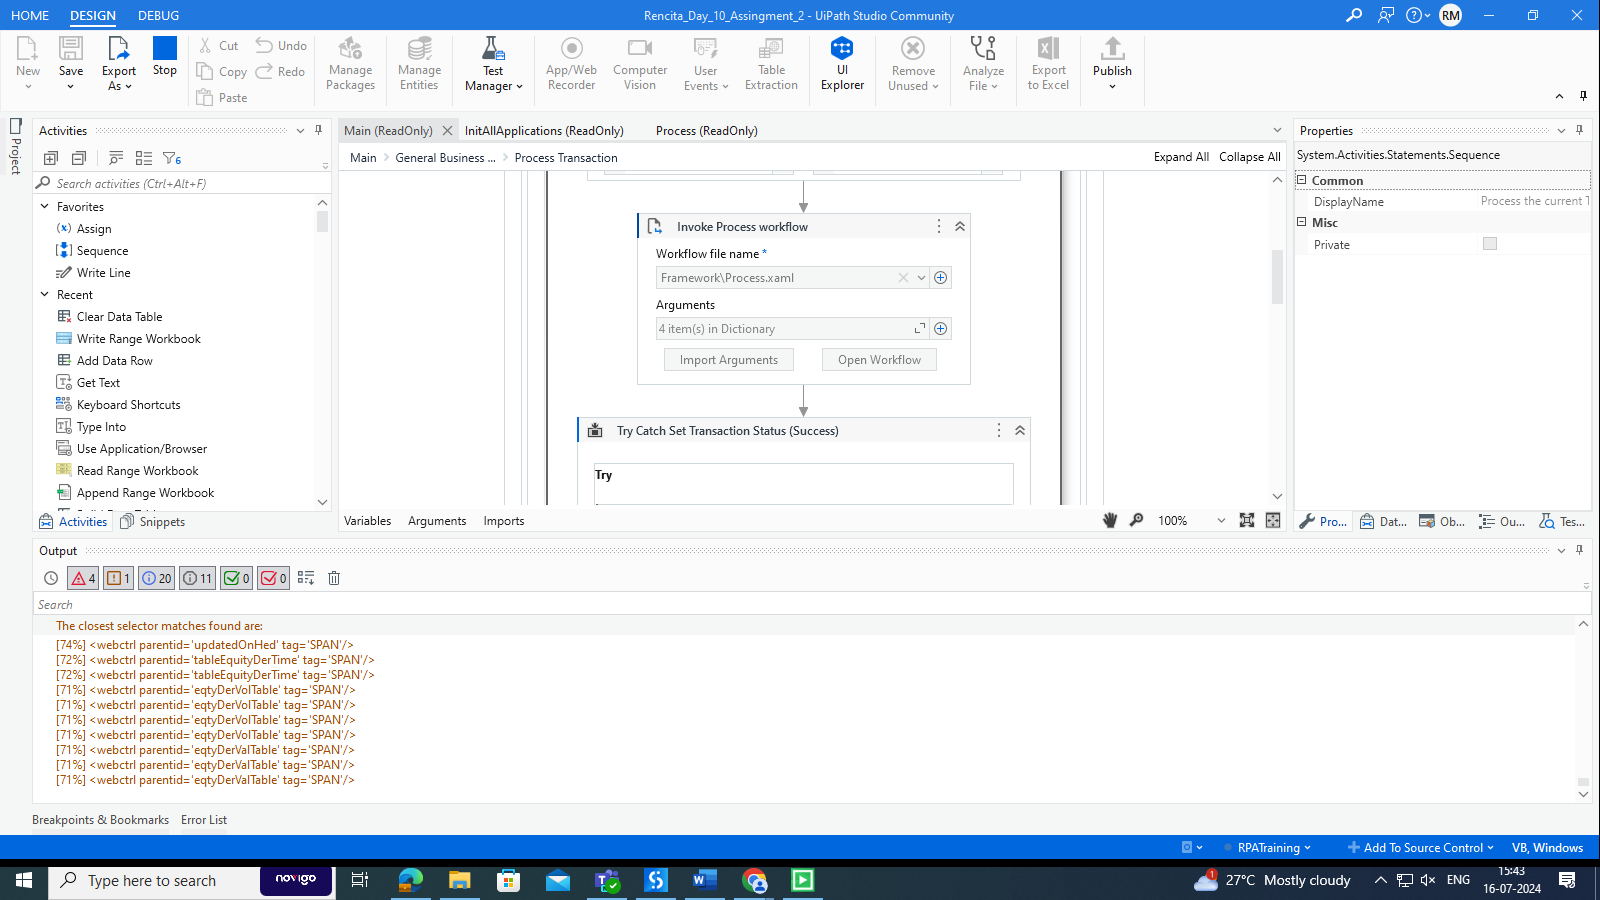 HOME DESIGN DEBUG
Rencita_Day_10_Assingment_2 - UiPath Studio Community
RM
New
Save
Export As
Stop
Cut
Copy
Paste
Undo
Redo
Manage Packages
Manage Entities
Test Manager
App/Web Recorder
Computer Vision
User Events
Table Extraction
UI Explorer
Remove Unused
Analyze File
Export to Excel
Publish
Project
Activities
6
Search activities (Ctrl+Alt+F)
Favorites
(x) Assign
Sequence
Write Line
Recent
Clear Data Table
Write Range Workbook
Add Data Row
Get Text
Keyboard Shortcuts
Type Into
Use Application/Browser
Read Range Workbook
Append Range Workbook
Activities Snippets
Main (ReadOnly) InitAllApplications (ReadOnly) Process (ReadOnly)
Main > General Business ... > Process Transaction
Expand All Collapse All
Invoke Process workflow
Workflow file name *
Framework\Process.xaml
Arguments
4 item(s) in Dictionary
Import Arguments Open Workflow
Try Catch Set Transaction Status (Success)
Try
Variables Arguments Imports
100%
Properties
System.Activities.Statements.Sequence
Common
DisplayName Process the current T
Misc
Private
Pro... Dat... Ob... Ou... Tes...
Output
4 1 20 11 0 0
Search
The closest selector matches found are:
[74%] <webctrl parentid='updatedOnHed' tag='SPAN'/>
[72%] <webctrl parentid='tableEquityDerTime' tag='SPAN'/>
[72%] <webctrl parentid='tableEquityDerTime' tag='SPAN'/>
[71%] <webctrl parentid='eqtyDerVolTable' tag='SPAN'/>
[71%] <webctrl parentid='eqtyDerVolTable' tag='SPAN'/>
[71%] <webctrl parentid='eqtyDerVolTable' tag='SPAN'/>
[71%] <webctrl parentid='eqtyDerVolTable' tag='SPAN'/>
[71%] <webctrl parentid='eqtyDerValTable' tag='SPAN'/>
[71%] <webctrl parentid='eqtyDerValTable' tag='SPAN'/>
[71%] <webctrl parentid='eqtyDerValTable' tag='SPAN'/>
Breakpoints & Bookmarks Error List
RPATraining Add To Source Control VB, Windows
Type here to search
novigo
1
27°C Mostly cloudy
ENG
15:43
16-07-2024